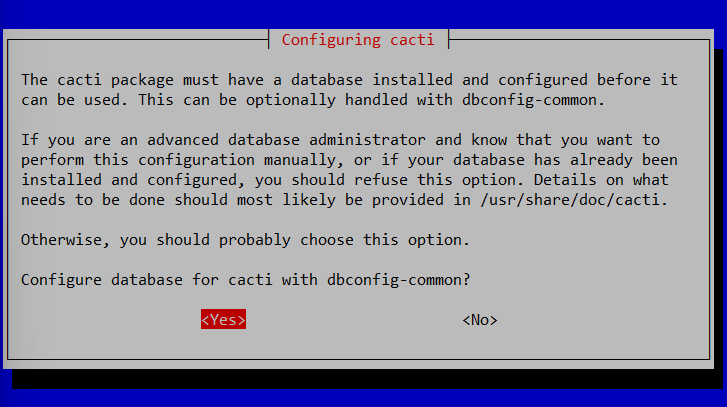 Configuring cacti
The cacti package must have a database installed and configured before it
can be used. This can be optionally handled with dbconfig-common.
If you are an advanced database administrator and know that you want to
perform this configuration manually, or if your database has already been
installed and configured, you should refuse this option. Details on what
needs to be done should most likely be provided in /usr/share/doc/cacti.
Otherwise, you should probably choose this option.
Configure database for cacti with dbconfig-common?
<Yes> <No>